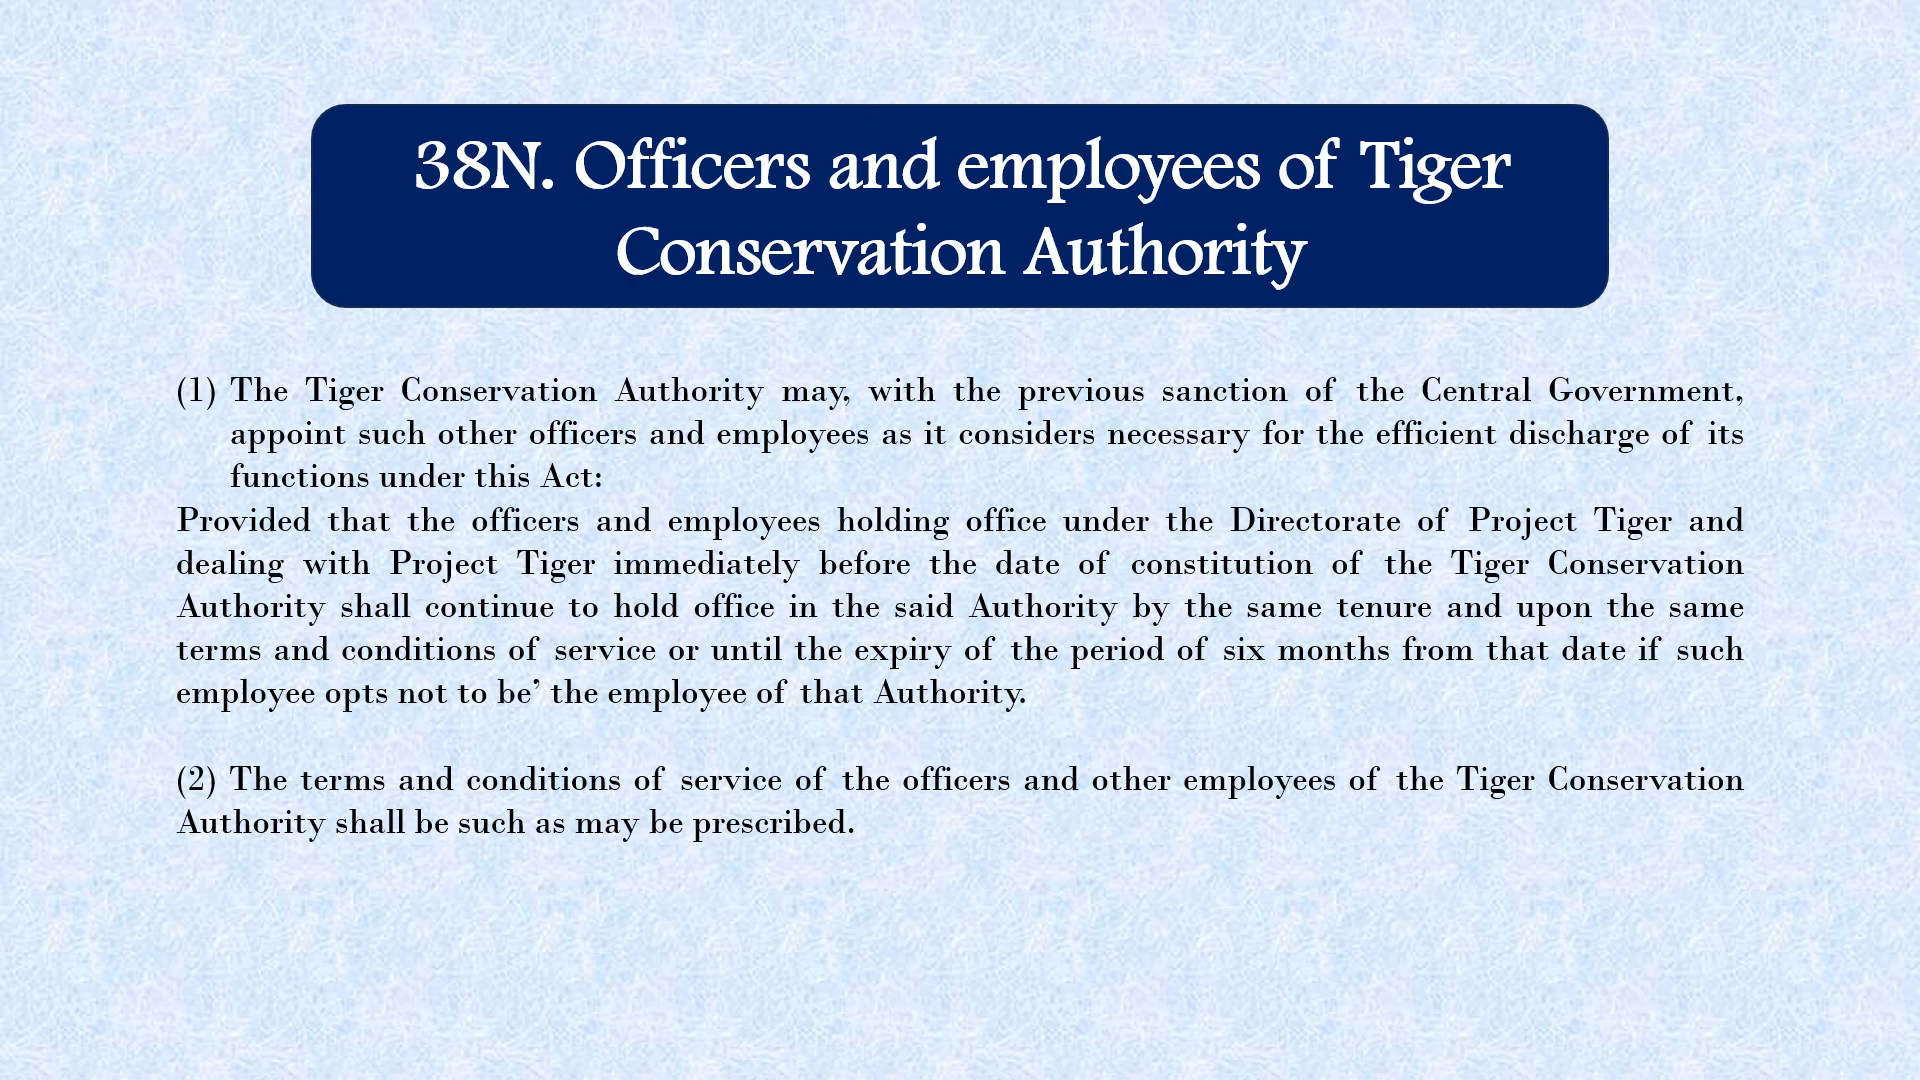 38N. Officers and employees of Tiger
Conservation Authority
(1) The Tiger Conservation Authority may, with the previous sanction of the Central Government,
appoint such other officers and employees as it considers necessary for the efficient discharge of its
functions under this Act:
Provided that the officers and employees holding office under the Directorate of Project Tiger and
dealing with Project Tiger immediately before the date of constitution of the Tiger Conservation
Authority shall continue to hold office in the said Authority by the same tenure and upon the same
terms and conditions of service or until the expiry of the period of six months from that date if such
employee opts not to be’ the employee of that Authority.
(2) The terms and conditions of service of the officers and other employees of the Tiger Conservation
Authority shall be such as may be prescribed.